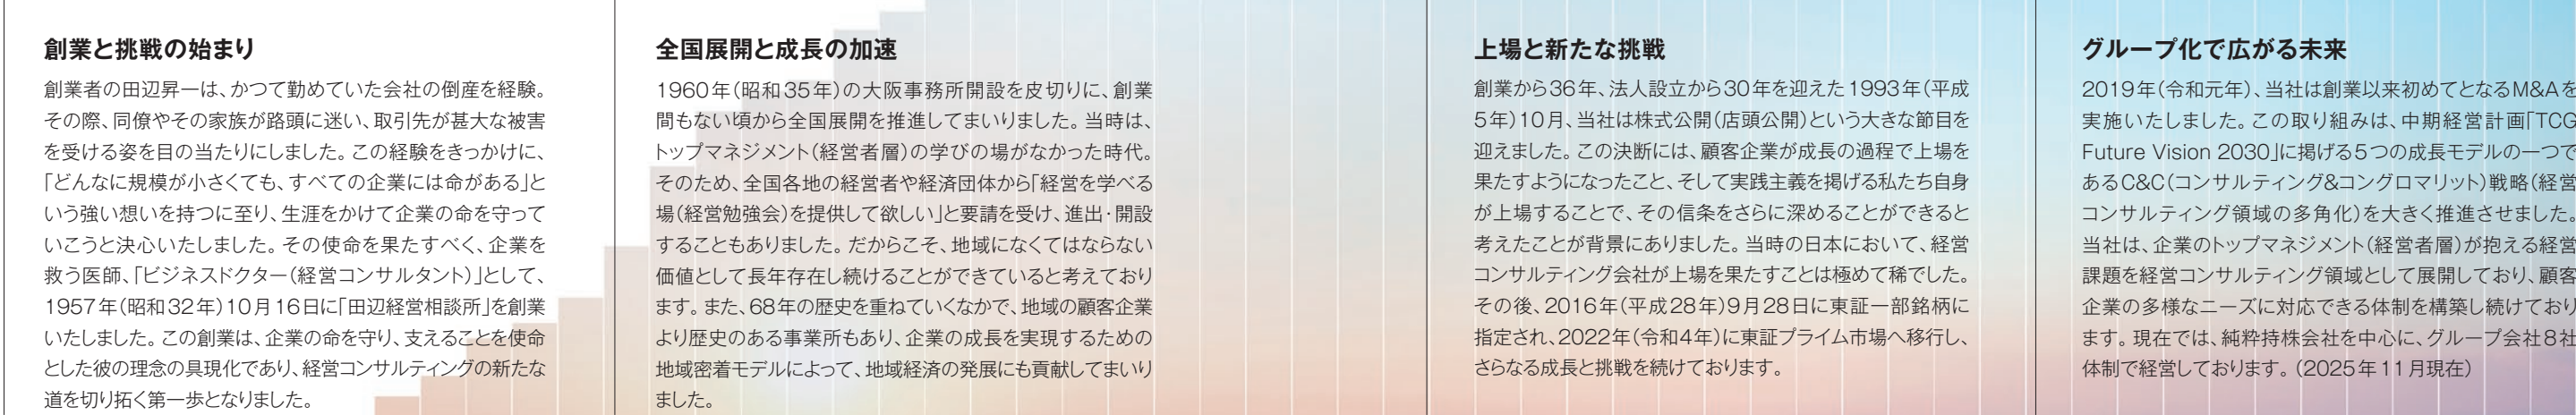 創業と挑戦の始まり
創業者の田辺昇一は、かつて勤めていた会社の倒産を経験。
その際、同僚やその家族が路頭に迷い、取引先が甚大な被害
を受ける姿を目の当たりにしました。この経験をきっかけに、
「どんなに規模が小さくても、すべての企業には命がある」と
いう強い想いを持つに至り、生涯をかけて企業の命を守って
いこうと決心いたしました。その使命を果たすべく、企業を
救う医師、「ビジネスドクター(経営コンサルタント)」として、
1957年(昭和32年)10月16日に「田辺経営相談所」を創業
いたしました。この創業は、企業の命を守り、支えることを使命
とした彼の理念の具現化であり、経営コンサルティングの新たな
道を切り拓く第一歩となりました。
全国展開と成長の加速
1960年(昭和35年)の大阪事務所開設を皮切りに、創業
間もない頃から全国展開を推進してまいりました。当時は、
トップマネジメント(経営者層)の学びの場がなかった時代。
そのため、全国各地の経営者や経済団体から「経営を学べる
場(経営勉強会)を提供して欲しい」と要請を受け、進出・開設
することもありました。だからこそ、地域になくてはならない
価値として長年存在し続けることができていると考えており
ます。また、68年の歴史を重ねていくなかで、地域の顧客企業
より歴史のある事業所もあり、企業の成長を実現するための
地域密着モデルによって、地域経済の発展にも貢献してまいり
ました。
上場と新たな挑戦
創業から36年、法人設立から30年を迎えた1993年(平成
5年)10月、当社は株式公開(店頭公開)という大きな節目を
迎えました。この決断には、顧客企業が成長の過程で上場を
果たすようになったこと、そして実践主義を掲げる私たち自身
が上場することで、その信条をさらに深めることができると
考えたことが背景にありました。当時の日本において、経営
コンサルティング会社が上場を果たすことは極めて稀でした。
その後、2016年(平成28年)9月28日に東証一部銘柄に
指定され、2022年(令和4年)に東証プライム市場へ移行し、
さらなる成長と挑戦を続けております。
グループ化で広がる未来
2019年(令和元年)、当社は創業以来初めてとなるM&Aを
実施いたしました。この取り組みは、中期経営計画「TCG
Future Vision 2030」に掲げる5つの成長モデルの一つで
あるC&C(コンサルティング&コングロマリット)戦略(経営
コンサルティング領域の多角化)を大きく推進させました。
当社は、企業のトップマネジメント(経営者層)が抱える経営
課題を経営コンサルティング領域として展開しており、顧客
企業の多様なニーズに対応できる体制を構築し続けており
ます。現在では、純粋持株会社を中心に、グループ会社8社
体制で経営しております。(2025年11月現在)